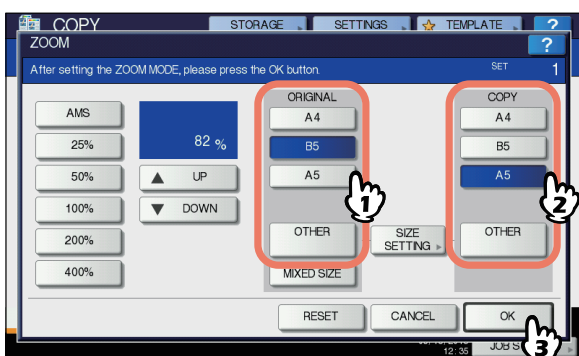 COPY
STORAGE
SETTINGS
TEMPLATE
?
ZOOM
?
After setting the ZOOM MODE, please press the OK button.
SET 1
AMS
25%
50%
100%
200%
400%
82 %
▲ UP
▼ DOWN
ORIGINAL
A4
B5
A5
OTHER
MIXED SIZE
SIZE
SETTING
COPY
A4
B5
A5
OTHER
1
2
RESET
CANCEL
OK
3
12:35
JOB S